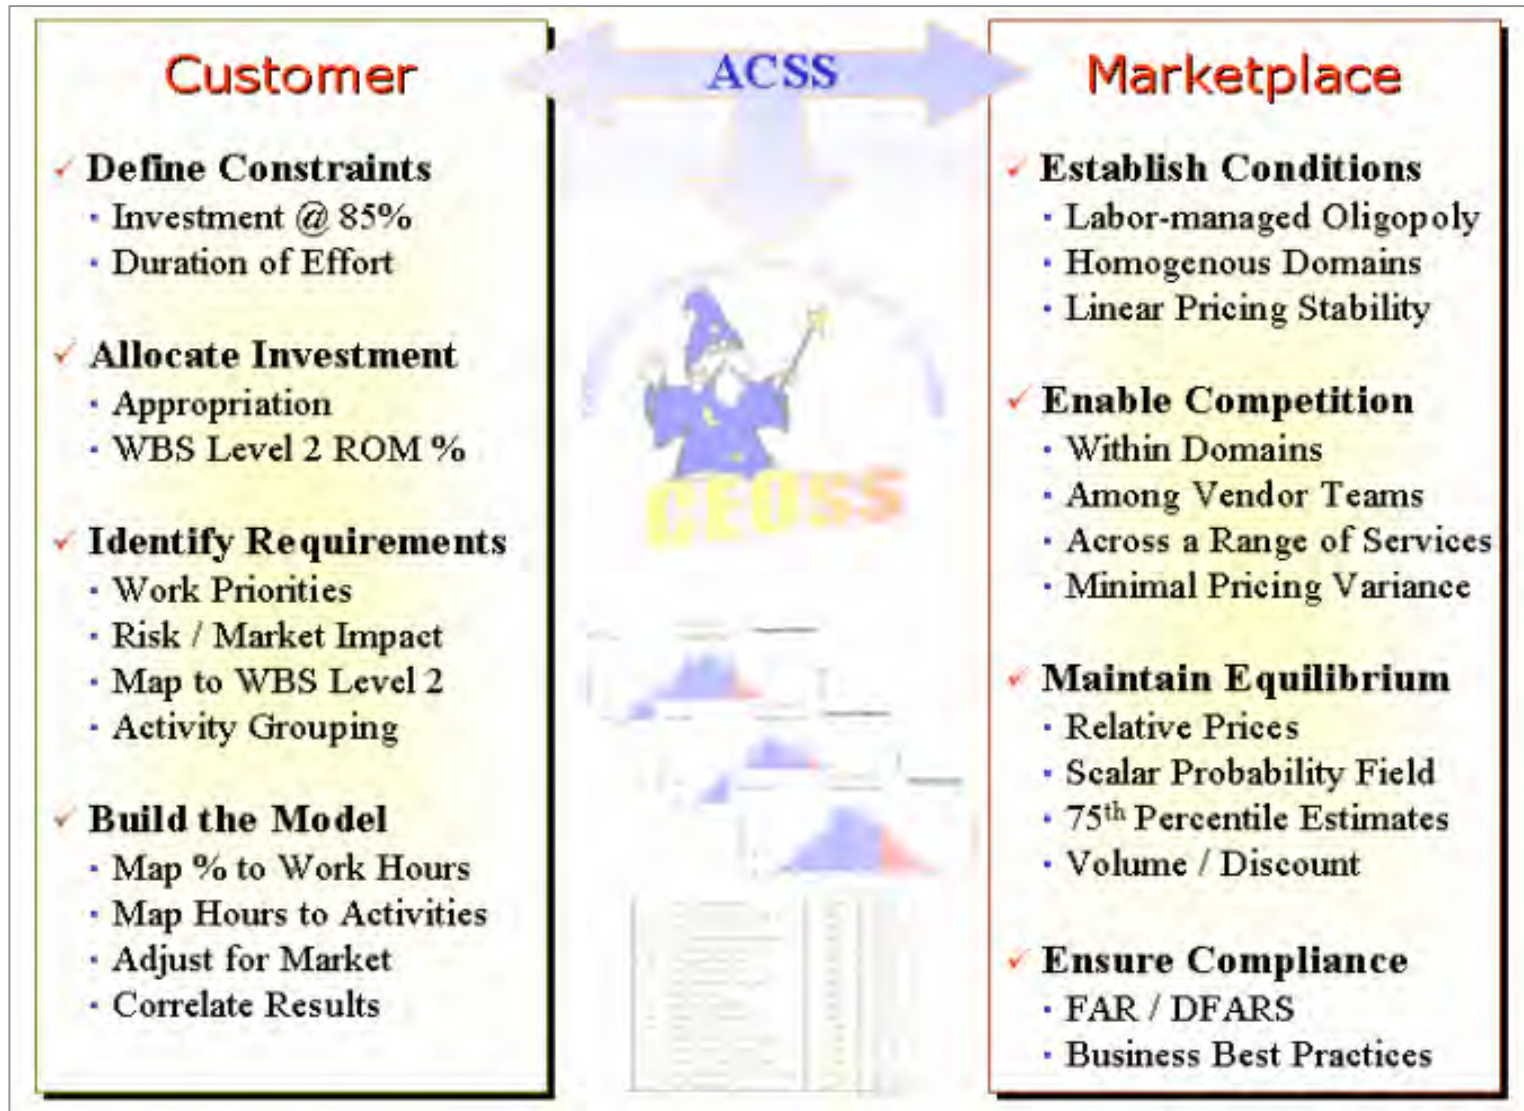 Customer
Define Constraints
Investment @ 85%
Duration of Effort
Allocate Investment
Appropriation
WBS Level 2 ROM %
Identify Requirements
Work Priorities
Risk / Market Impact
Map to WBS Level 2
Activity Grouping
Build the Model
Map % to Work Hours
Map Hours to Activities
Adjust for Market
Correlate Results
ACSS
CEOSS
Marketplace
Establish Conditions
Labor-managed Oligopoly
Homogenous Domains
Linear Pricing Stability
Enable Competition
Within Domains
Among Vendor Teams
Across a Range of Services
Minimal Pricing Variance
Maintain Equilibrium
Relative Prices
Scalar Probability Field
75th Percentile Estimates
Volume / Discount
Ensure Compliance
FAR / DFARS
Business Best Practices